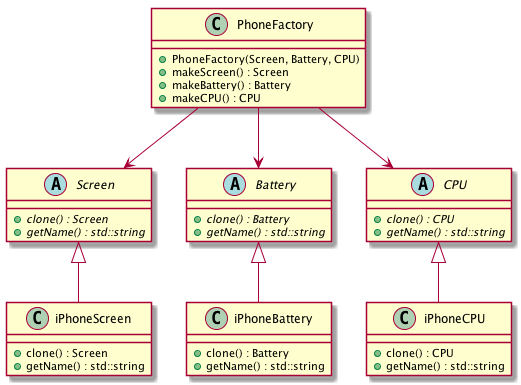 C PhoneFactory
PhoneFactory(Screen, Battery, CPU)
makeScreen() : Screen
makeBattery() : Battery
makeCPU() : CPU
A Screen
clone() : Screen
getName() : std::string
A Battery
clone() : Battery
getName() : std::string
A CPU
clone() : CPU
getName() : std::string
C iPhoneScreen
clone() : Screen
getName() : std::string
C iPhoneBattery
clone() : Battery
getName() : std::string
C iPhoneCPU
clone() : CPU
getName() : std::string